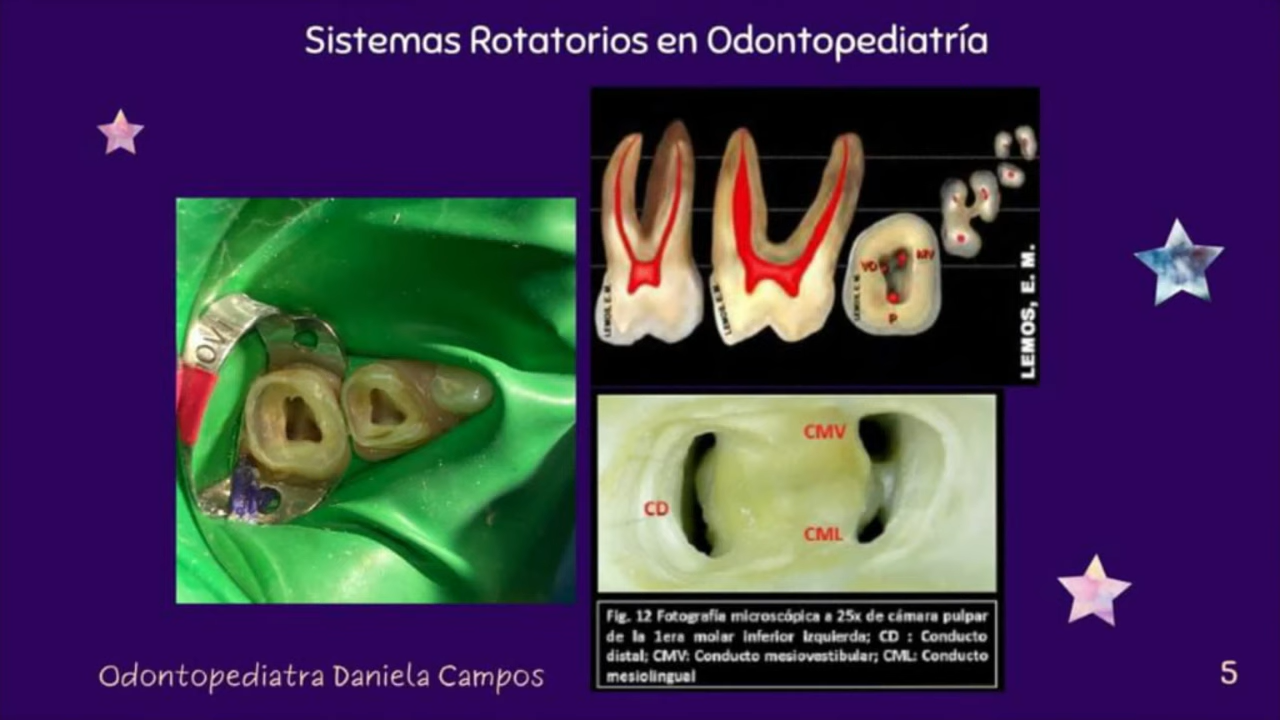 Sistemas Rotatorios en Odontopediatría
LEMOS, E. M.
MV
P
CMV
CD
CML
Fig. 12 Fotografía microscópica a 25x de cámara pulpar
de la 1era molar inferior izquierda; CD : Conducto
distal; CMV: Conducto mesiovestibular; CML: Conducto
mesiolingual
Odontopediatra Daniela Campos
5